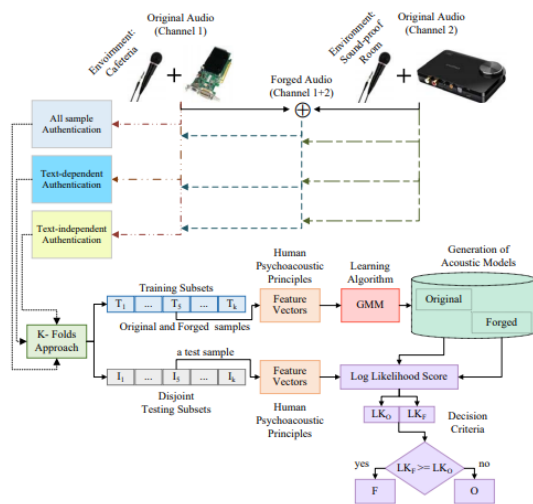 Original Audio
(Channel 1)
Envoirnment:
Cafeteria
Forged Audio
(Channel 1+2)
Environment:
Sound-proof
Room
Original Audio
(Channel 2)
All sample
Authentication
Text-dependent
Authentication
Text-independent
Authentication
K- Folds
Approach
Training Subsets
T1 ... T5 ... Tk
Original and Forged samples
Human
Psychoacoustic
Principles
Feature
Vectors
Learning
Algorithm
GMM
Generation of
Acoustic Models
Original
Forged
a test sample
I1 ... I5 ... Ik
Disjoint
Testing Subsets
Feature
Vectors
Human
Psychoacoustic
Principles
Log Likelihood Score
LKO LKF
Decision
Criteria
yes
LKF >= LKO
no
F
O